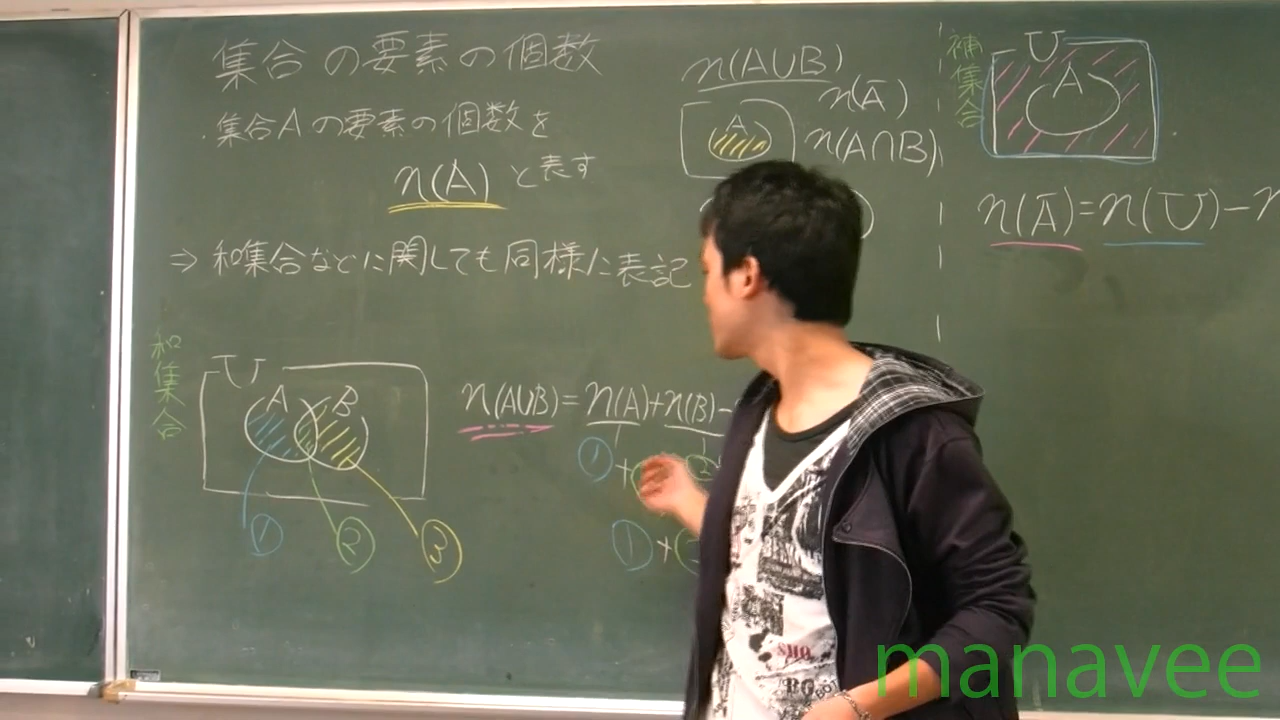 集合の要素の個数
・集合Aの要素の個数を
n(A) と表す
⇒ 和集合などに関しても同様に表記
n(A∪B)
n(Ā)
A
n(A∩B)
和集合
U
A B
① ② ③
n(A∪B)=n(A)+n(B)-
① + ②
① +
補集合
U
A
n(Ā)=n(U)-n
manavee